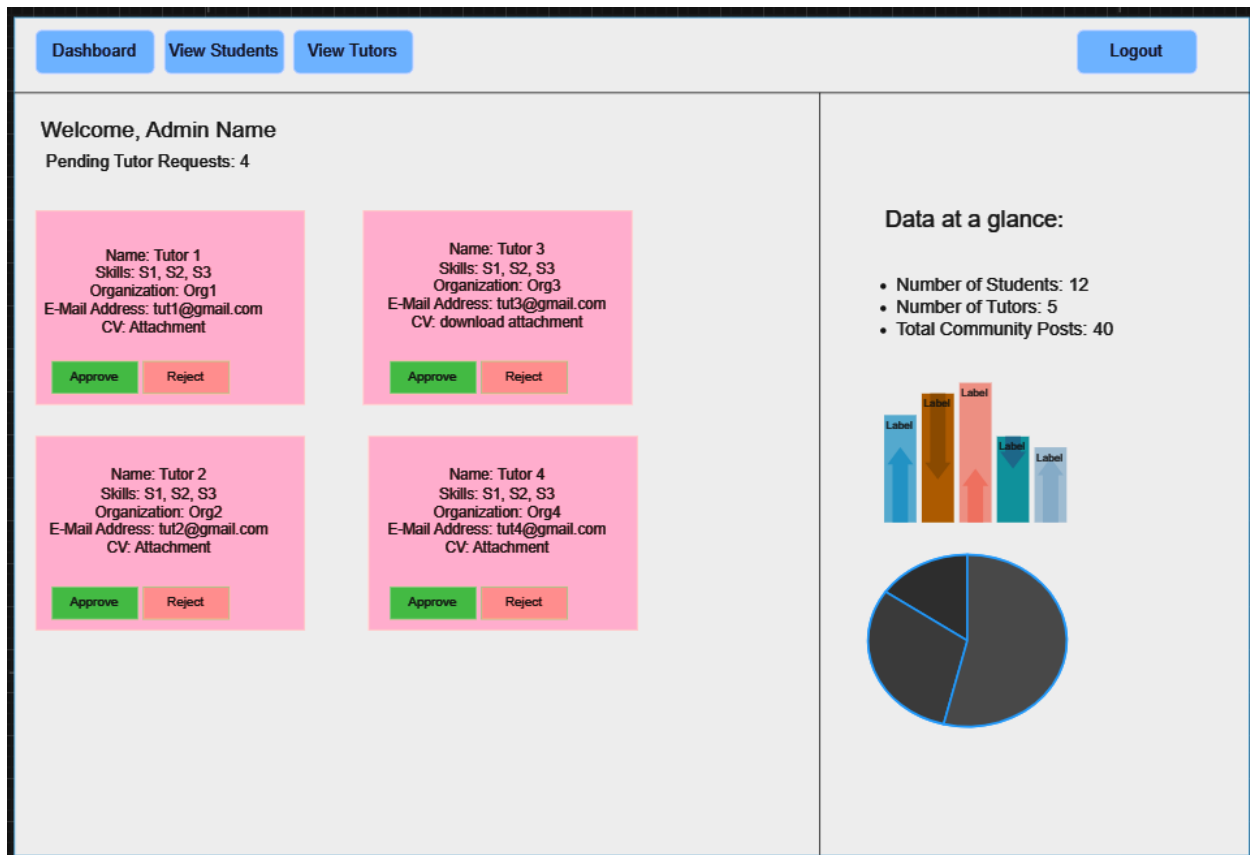 Dashboard
View Students
View Tutors
Logout
Welcome, Admin Name
Pending Tutor Requests: 4
Name: Tutor 1
Skills: S1, S2, S3
Organization: Org1
E-Mail Address: tut1@gmail.com
CV: Attachment
Approve
Reject
Name: Tutor 3
Skills: S1, S2, S3
Organization: Org3
E-Mail Address: tut3@gmail.com
CV: download attachment
Approve
Reject
Name: Tutor 2
Skills: S1, S2, S3
Organization: Org2
E-Mail Address: tut2@gmail.com
CV: Attachment
Approve
Reject
Name: Tutor 4
Skills: S1, S2, S3
Organization: Org4
E-Mail Address: tut4@gmail.com
CV: Attachment
Approve
Reject
Data at a glance:
• Number of Students: 12
• Number of Tutors: 5
• Total Community Posts: 40
Label
Label
Label
Label
Label